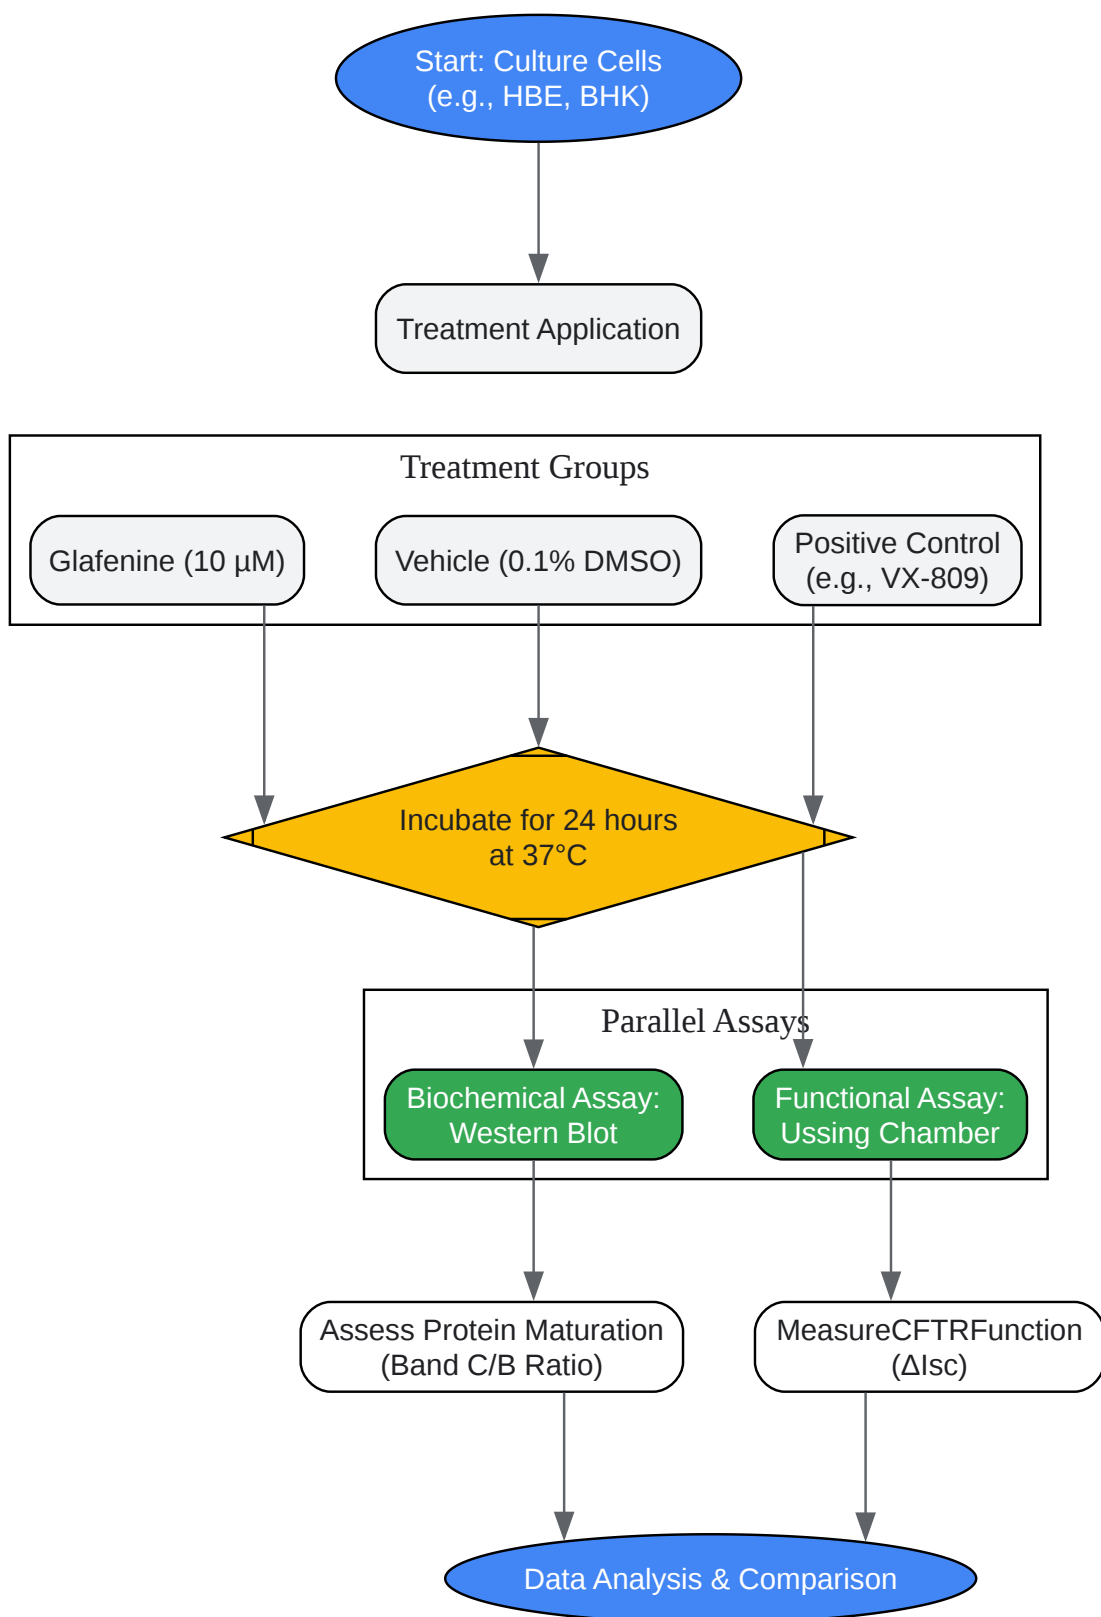 Start: Culture Cells
(e.g., HBE, BHK)
Treatment Application
Treatment Groups
Glafenine (10 µM)
Vehicle (0.1% DMSO)
Positive Control
(e.g., VX-809)
Incubate for 24 hours
at 37°C
Parallel Assays
Biochemical Assay:
Western Blot
Functional Assay:
Ussing Chamber
Assess Protein Maturation
(Band C/B Ratio)
MeasureCFTRFunction
(ΔIsc)
Data Analysis & Comparison